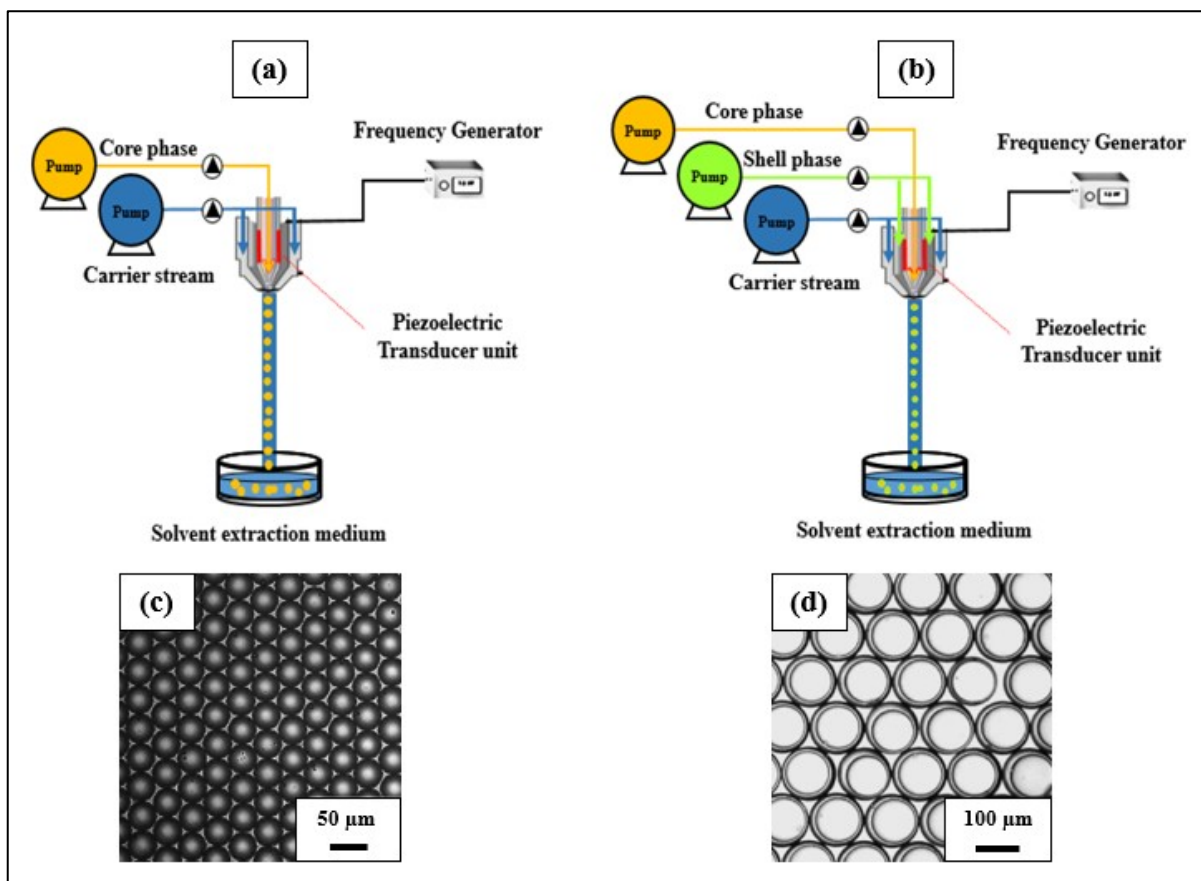 (a)
Core phase
Pump
Pump
Carrier stream
Frequency Generator
Piezoelectric
Transducer unit
Solvent extraction medium
(b)
Core phase
Pump
Shell phase
Pump
Pump
Carrier stream
Frequency Generator
Piezoelectric
Transducer unit
Solvent extraction medium
(c)
50 µm
(d)
100 µm